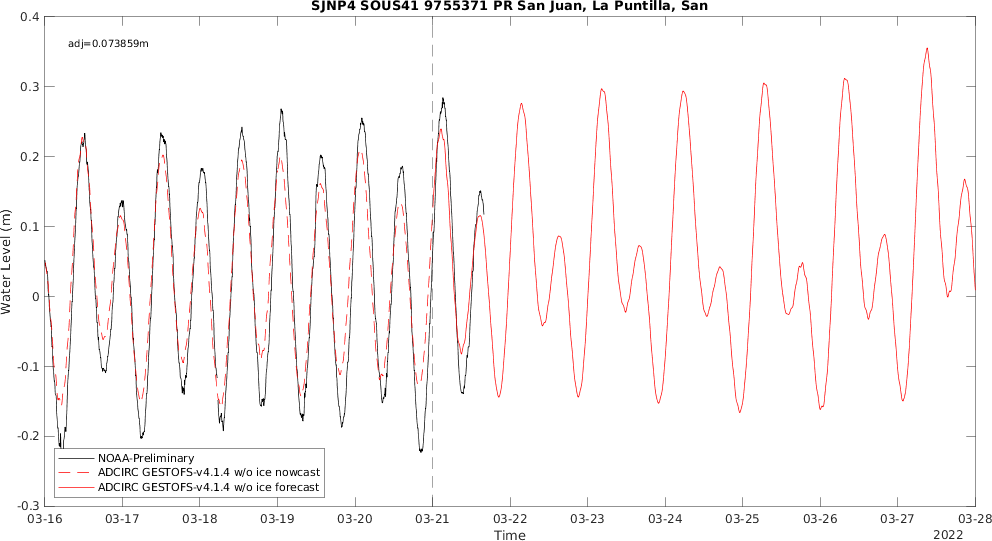 SJNP4 SOUS41 9755371 PR San Juan, La Puntilla, San
adj=0.073859m
Water Level (m)
0.4
0.3
0.2
0.1
0
-0.1
-0.2
-0.3
NOAA-Preliminary
ADCIRC GESTOFS-v4.1.4 w/o ice nowcast
ADCIRC GESTOFS-v4.1.4 w/o ice forecast
03-16 03-17 03-18 03-19 03-20 03-21 03-22 03-23 03-24 03-25 03-26 03-27 03-28
Time
2022